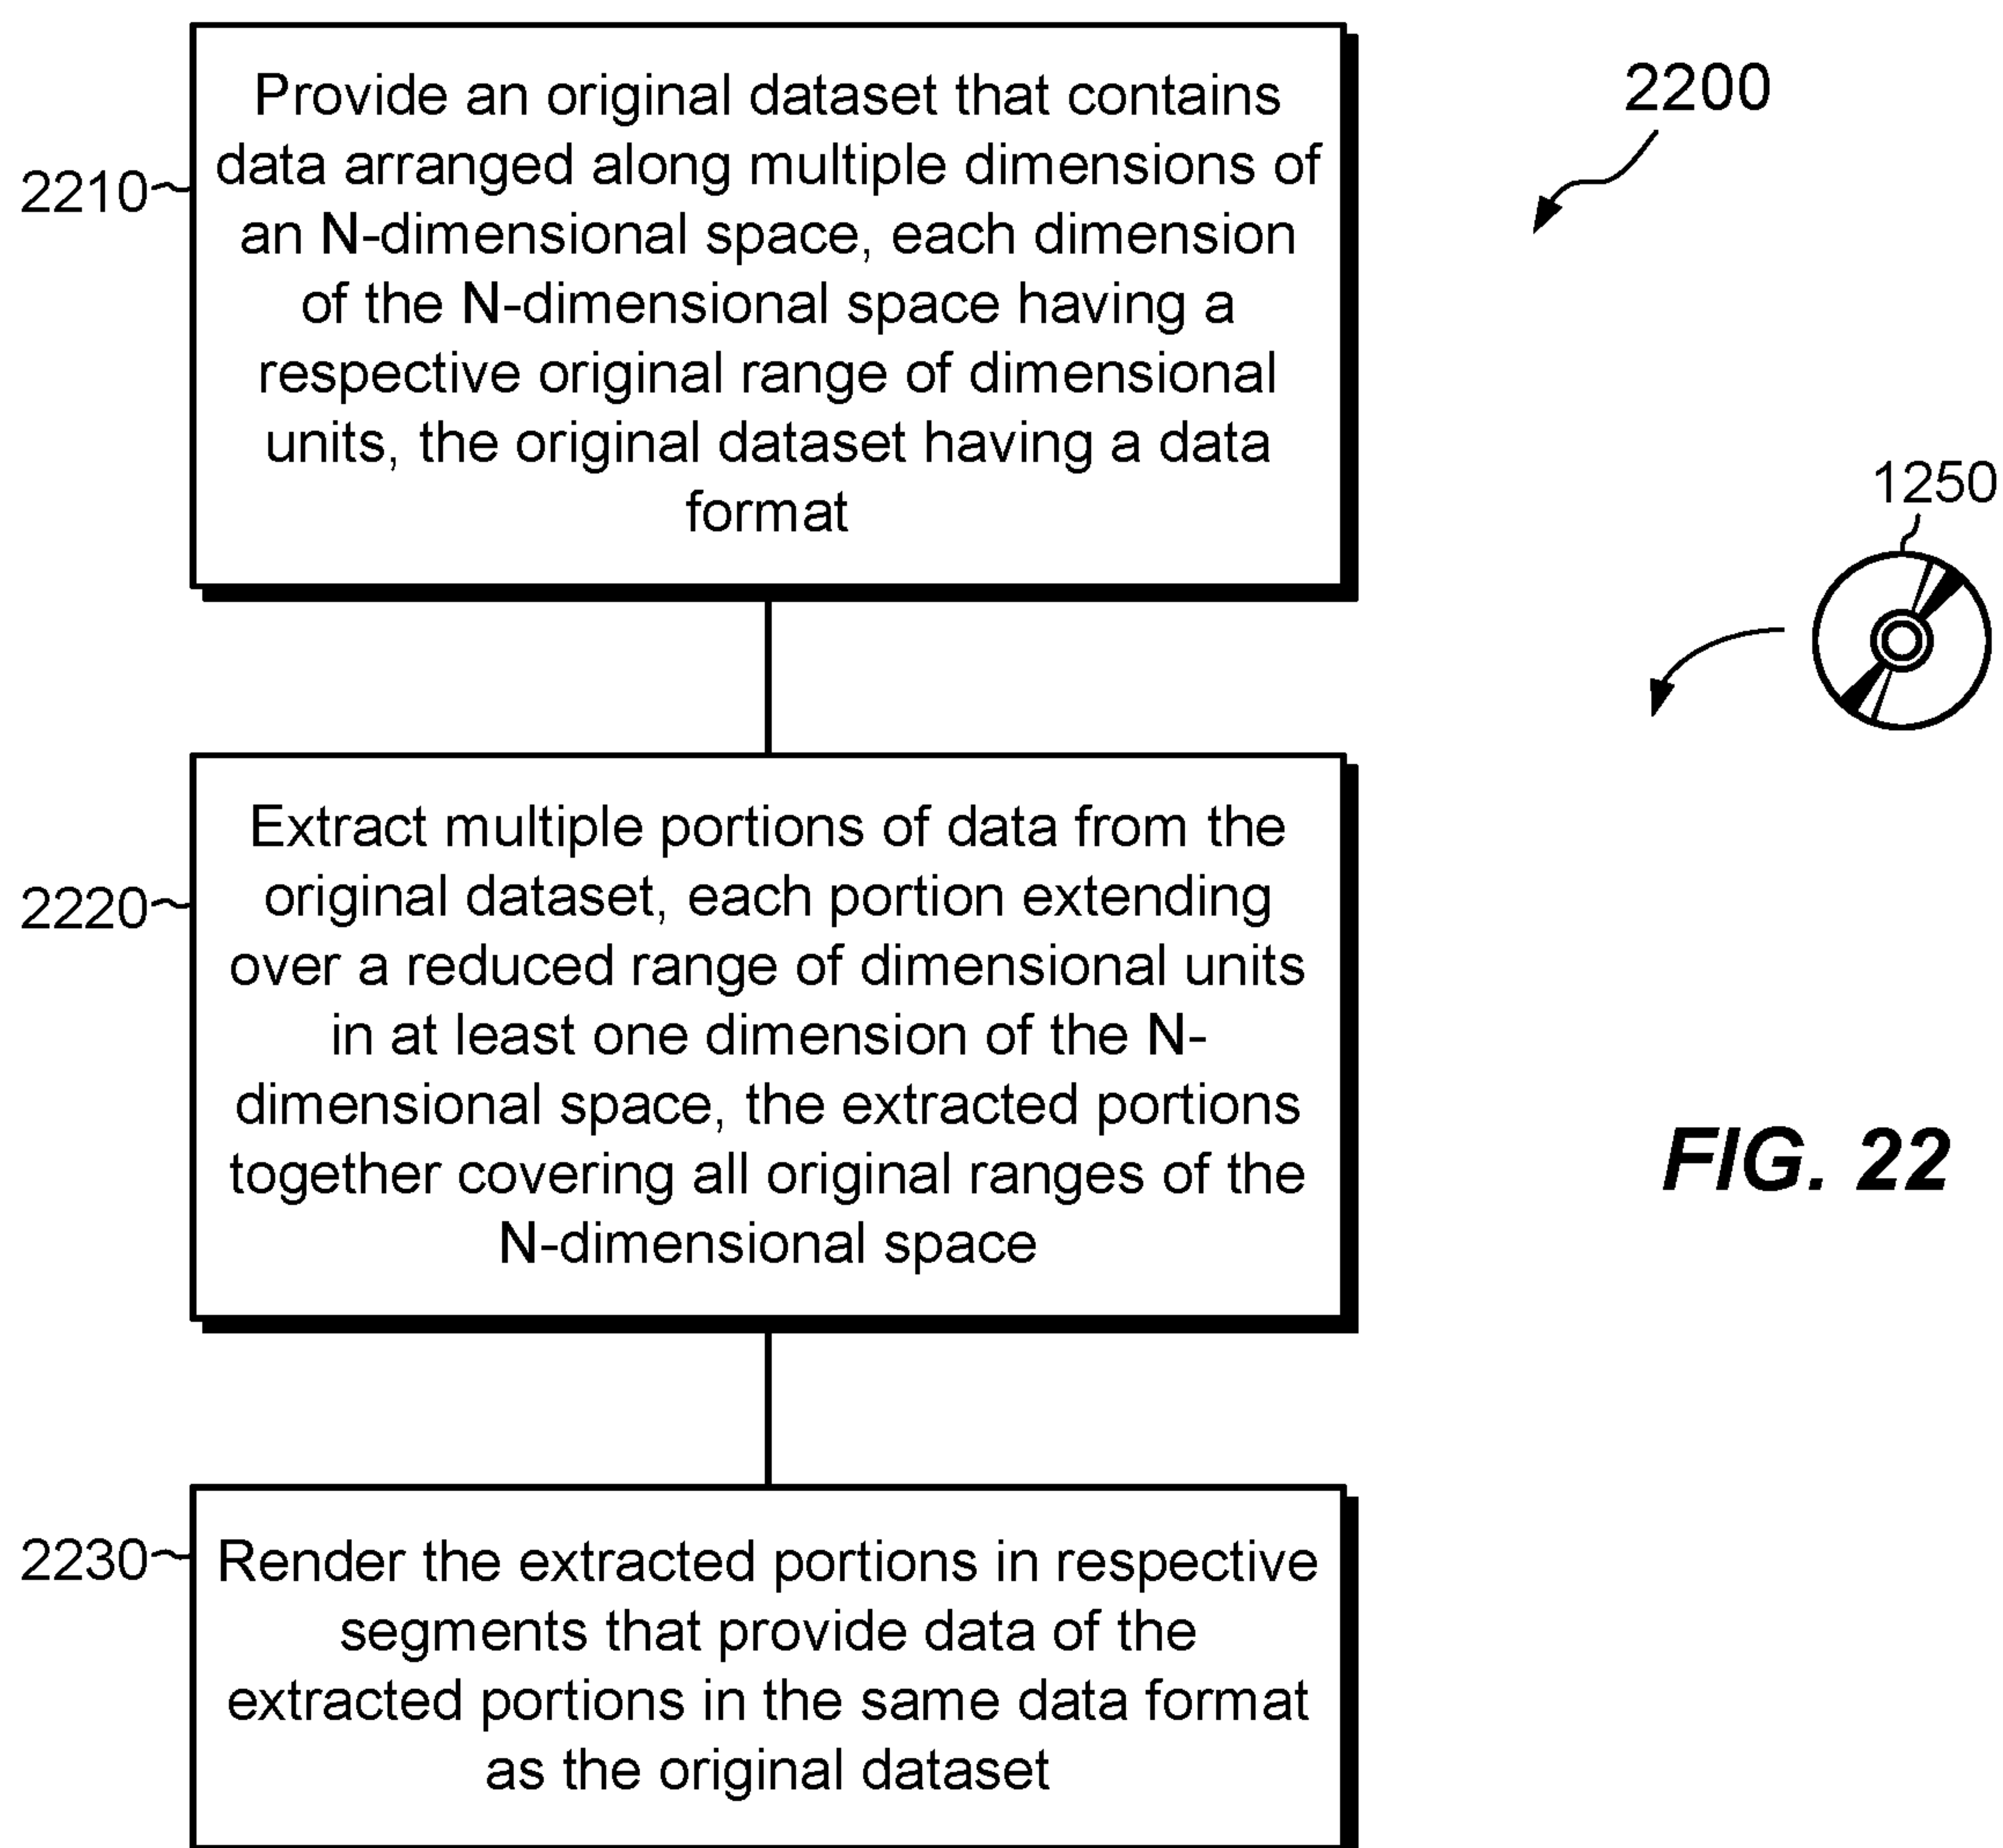 2200
2210
Provide an original dataset that contains
data arranged along multiple dimensions of
an N-dimensional space, each dimension
of the N-dimensional space having a
respective original range of dimensional
units, the original dataset having a data
format
1250
2220
Extract multiple portions of data from the
original dataset, each portion extending
over a reduced range of dimensional units
in at least one dimension of the N-
dimensional space, the extracted portions
together covering all original ranges of the
N-dimensional space
FIG. 22
2230
Render the extracted portions in respective
segments that provide data of the
extracted portions in the same data format
as the original dataset